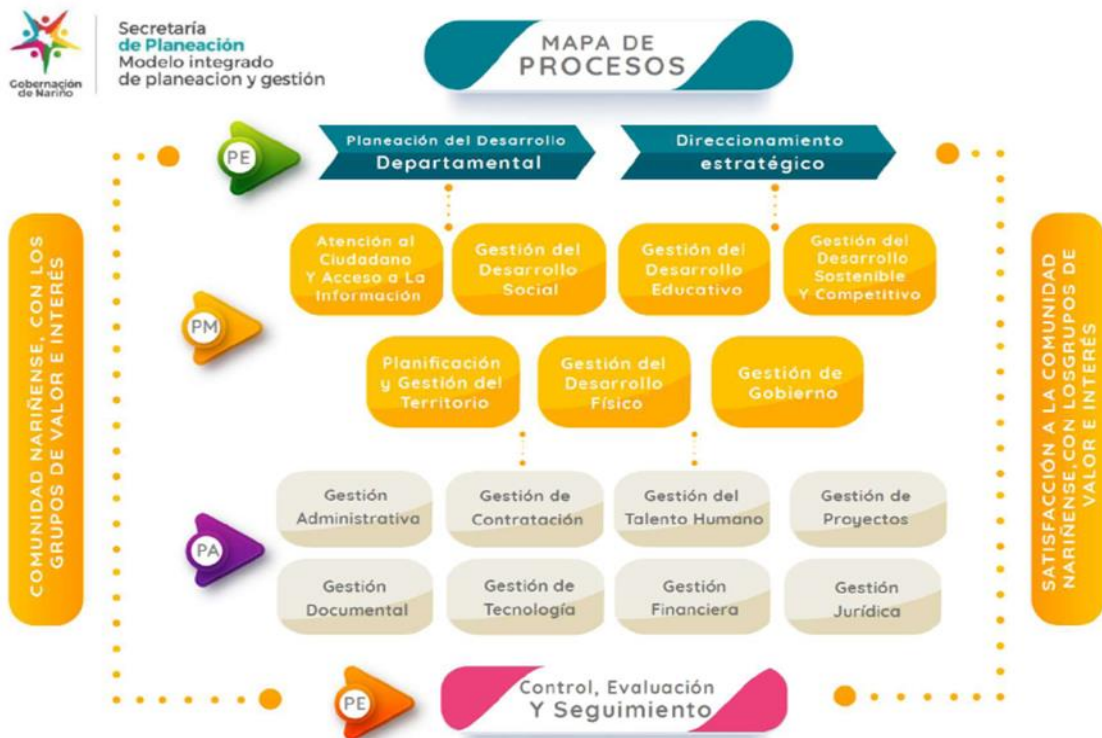 Gobernación
de Nariño
Secretaría
de Planeación
Modelo integrado
de planeacion y gestión
MAPA DE
PROCESOS
PE
Planeación del Desarrollo
Departamental
Direccionamiento
estratégico
COMUNIDAD NARIÑENSE, CON LOS
GRUPOS DE VALOR E INTERÉS
PM
Atención al
Ciudadano
Y Acceso a La
Información
Gestión del
Desarrollo
Social
Gestión del
Desarrollo
Educativo
Gestión del
Desarrollo
Sostenible
Y Competitivo
Planificación
y Gestión del
Territorio
Gestión del
Desarrollo
Físico
Gestión de
Gobierno
PA
Gestión
Administrativa
Gestión de
Contratación
Gestión del
Talento Humano
Gestión de
Proyectos
Gestión
Documental
Gestión de
Tecnología
Gestión
Financiera
Gestión
Jurídica
SATISFACCIÓN A LA COMUNIDAD
NARIÑENSE,CON LOSGRUPOS DE
VALOR E INTERÉS
PE
Control, Evaluación
Y Seguimiento